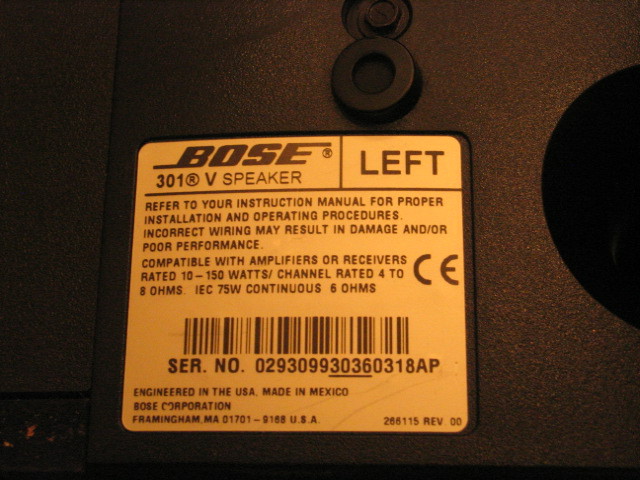 BOSE®
301® V SPEAKER
LEFT
REFER TO YOUR INSTRUCTION MANUAL FOR PROPER
INSTALLATION AND OPERATING PROCEDURES.
INCORRECT WIRING MAY RESULT IN DAMAGE AND/OR
POOR PERFORMANCE.
COMPATIBLE WITH AMPLIFIERS OR RECEIVERS
RATED 10-150 WATTS/ CHANNEL RATED 4 TO
8 OHMS. IEC 75W CONTINUOUS 6 OHMS
CE
SER. NO. 029309930360318AP
ENGINEERED IN THE USA, MADE IN MEXICO
BOSE CORPORATION
FRAMINGHAM, MA 01701-9168 U.S.A.
266115 REV. 00